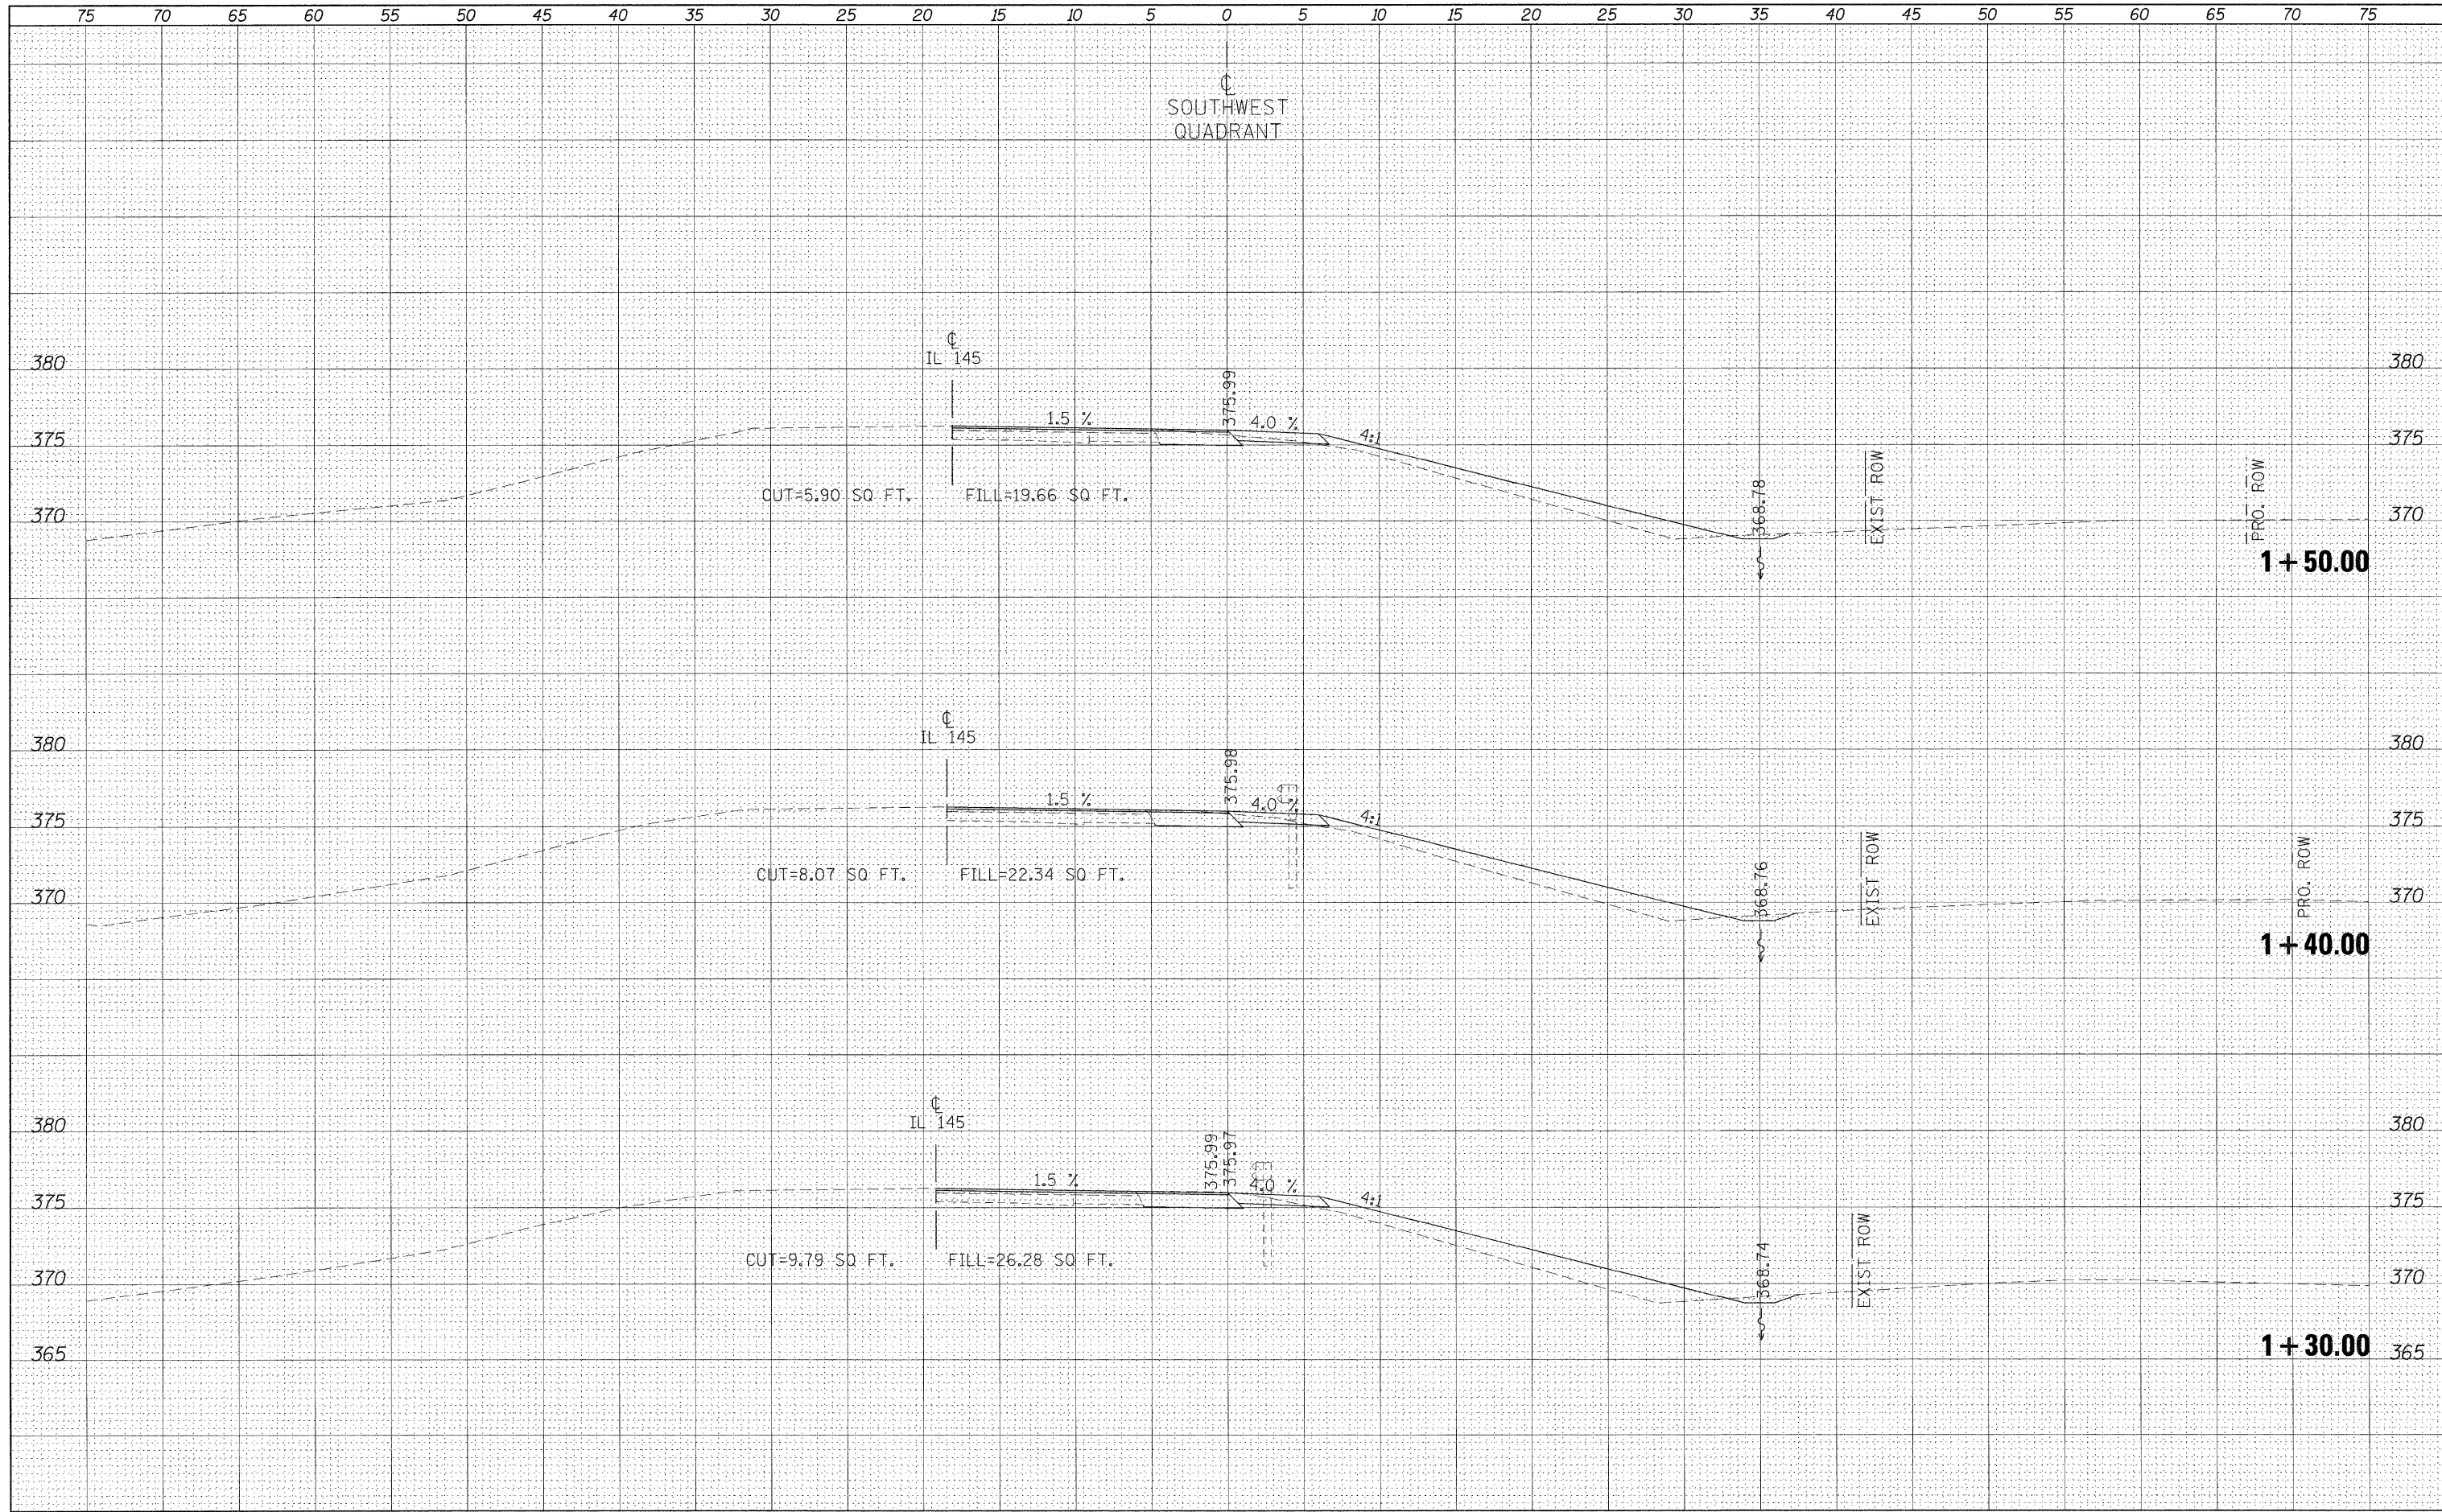 75 70 65 60 55 50 45 40 35 30 25 20 15 10 5 0 5 10 15 20 25 30 35 40 45 50 55 60 65 70 75
℄
SOUTHWEST
QUADRANT
℄
IL 145
380 380
375.99
1.5 % 4.0 %
375 4:1 375
CUT=5.90 SQ FT. FILL=19.66 SQ FT.
368.78
EXIST ROW
PRO. ROW
370 370
1+50.00
℄
IL 145
380 380
375.98
1.5 % 4.0 %
375 4:1 375
CUT=8.07 SQ FT. FILL=22.34 SQ FT.
368.76
EXIST ROW
PRO. ROW
370 370
1+40.00
℄
IL 145
380 380
375.99
375.97
1.5 % 4.0 %
375 4:1 375
CUT=9.79 SQ FT. FILL=26.28 SQ FT.
368.74
EXIST ROW
370 370
1+30.00
365 365